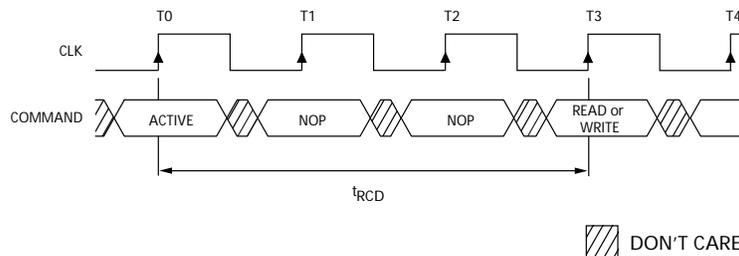 T0 T1 T2 T3 T4
CLK
COMMAND ACTIVE NOP NOP READ or
WRITE
tRCD
DON'T CARE